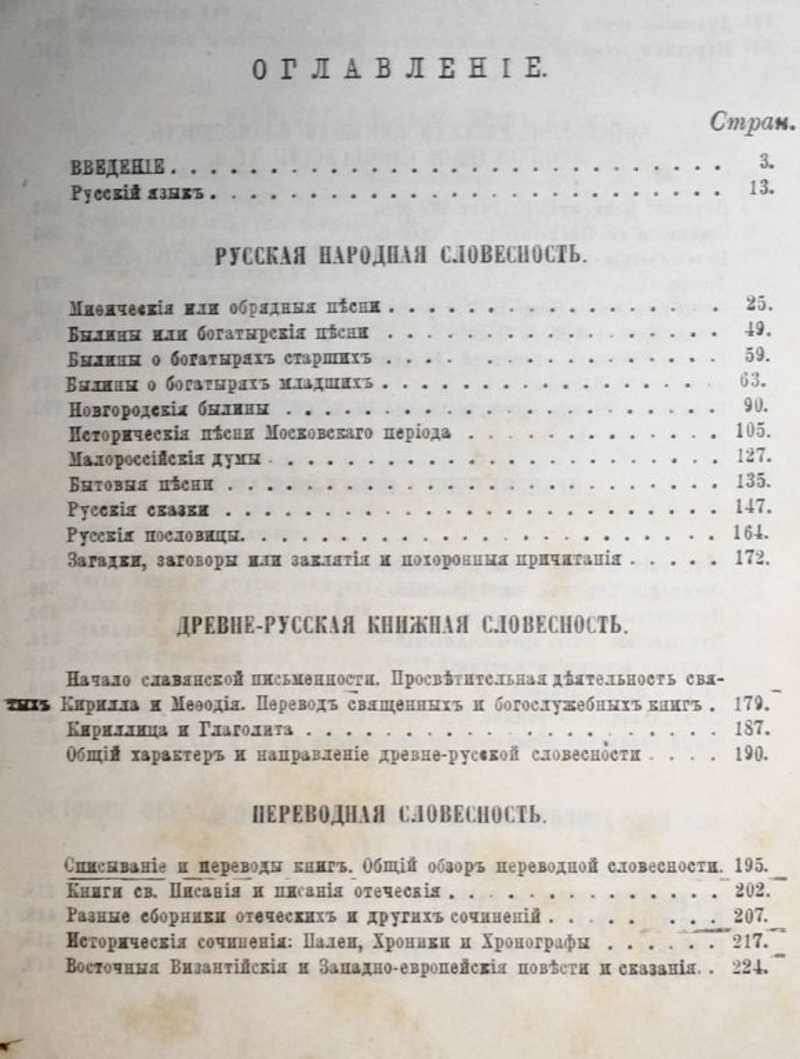 ОГЛАВЛЕНІЕ.
Стран.
ВВЕДЕНІЕ . . . . . . . . . . . . . . . . . . . . . . . . . . . 3.
Русскій языкъ . . . . . . . . . . . . . . . . . . . . . . . . . 13.
РУССКАЯ НАРОДНАЯ СЛОВЕСНОСТЬ.
Миѳическія или обрядныя пѣсни . . . . . . . . . . . . . . . . . 25.
Былины или богатырскія пѣсни . . . . . . . . . . . . . . . . . 49.
Былины о богатыряхъ старшихъ . . . . . . . . . . . . . . . . . 59.
Былины о богатыряхъ младшихъ . . . . . . . . . . . . . . . . . 63.
Новгородскія былины . . . . . . . . . . . . . . . . . . . . . . 90.
Историческія пѣсни Московскаго періода . . . . . . . . . . . . 105.
Малороссійскія думы . . . . . . . . . . . . . . . . . . . . . . 127.
Бытовыя пѣсни . . . . . . . . . . . . . . . . . . . . . . . . 135.
Русскія сказки . . . . . . . . . . . . . . . . . . . . . . . . 147.
Русскія пословицы. . . . . . . . . . . . . . . . . . . . . . . 164.
Загадки, заговоры или заклятія и похоронныя причитанія . . . . . 172.
ДРЕВНЕ-РУССКАЯ КНИЖНАЯ СЛОВЕСНОСТЬ.
Начало славянской письменности. Просвѣтительная дѣятельность свя-
тыхъ Кирилла и Меѳодія. Переводъ священныхъ и богослужебныхъ книгъ . 179.
Кириллица и Глаголита . . . . . . . . . . . . . . . . . . . . . 187.
Общій характеръ и направленіе древне-русской словесности . . . . 190.
ПЕРЕВОДНАЯ СЛОВЕСНОСТЬ.
Списываніе и переводы книгъ. Общій обзоръ переводной словесности. 195.
Книги св. Писанія и писанія отеческія . . . . . . . . . . . . . . 202.
Разные сборники отеческихъ и другихъ сочиненій . . . . . . . . . 207.
Историческія сочиненія: Палеи, Хроники и Хронографы . . . . . . 217.
Восточныя Византійскія и Западно-европейскія повѣсти и сказанія. . 224.